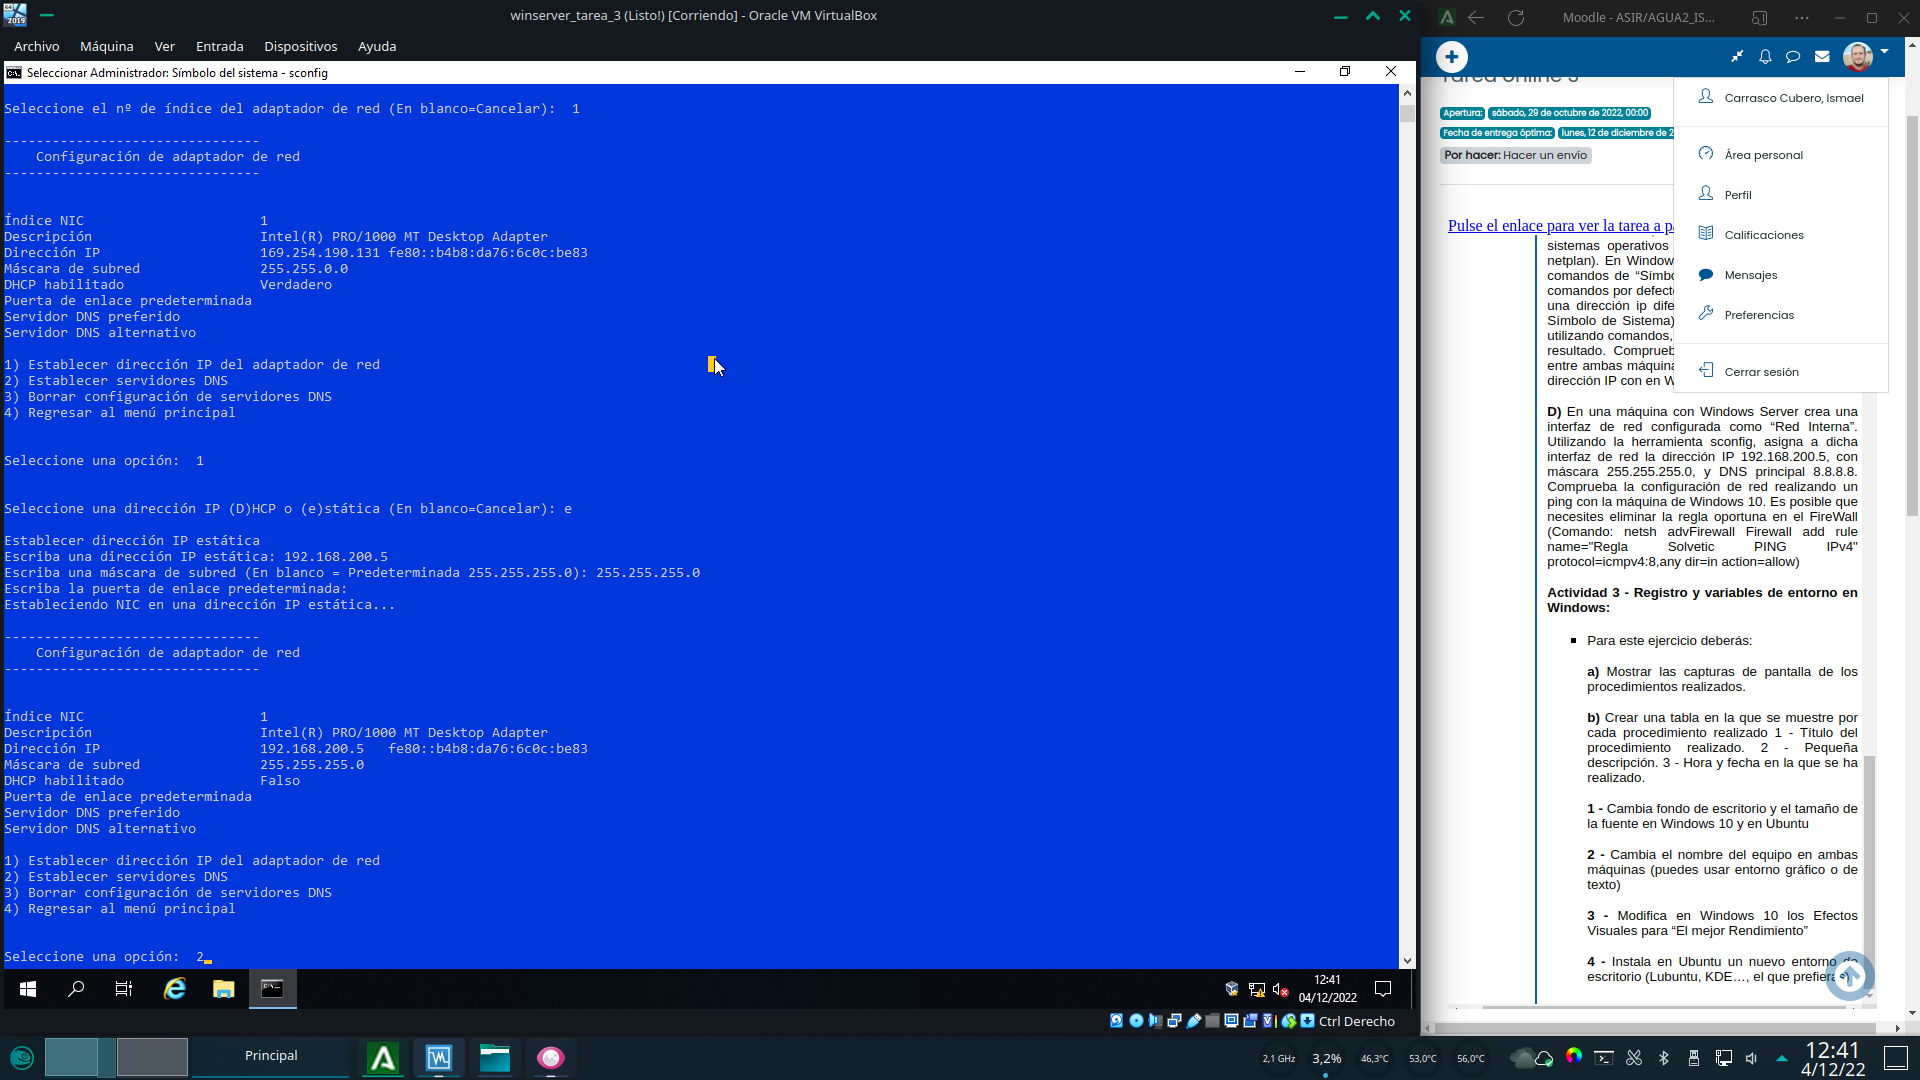 winserver_tarea_3 (Listo!) [Corriendo] - Oracle VM VirtualBox
Archivo Máquina Ver Entrada Dispositivos Ayuda
Seleccionar Administrador: Símbolo del sistema - sconfig
Seleccione el nº de índice del adaptador de red (En blanco=Cancelar):  1
--------------------------------
    Configuración de adaptador de red
--------------------------------
Índice NIC                      1
Descripción                     Intel(R) PRO/1000 MT Desktop Adapter
Dirección IP                    169.254.190.131 fe80::b4b8:da76:6c0c:be83
Máscara de subred               255.255.0.0
DHCP habilitado                 Verdadero
Puerta de enlace predeterminada
Servidor DNS preferido
Servidor DNS alternativo
1) Establecer dirección IP del adaptador de red
2) Establecer servidores DNS
3) Borrar configuración de servidores DNS
4) Regresar al menú principal
Seleccione una opción:  1
Seleccione una dirección IP (D)HCP o (e)stática (En blanco=Cancelar): e
Establecer dirección IP estática
Escriba una dirección IP estática: 192.168.200.5
Escriba una máscara de subred (En blanco = Predeterminada 255.255.255.0): 255.255.255.0
Escriba la puerta de enlace predeterminada:
Estableciendo NIC en una dirección IP estática...
--------------------------------
    Configuración de adaptador de red
--------------------------------
Índice NIC                      1
Descripción                     Intel(R) PRO/1000 MT Desktop Adapter
Dirección IP                    192.168.200.5   fe80::b4b8:da76:6c0c:be83
Máscara de subred               255.255.255.0
DHCP habilitado                 Falso
Puerta de enlace predeterminada
Servidor DNS preferido
Servidor DNS alternativo
1) Establecer dirección IP del adaptador de red
2) Establecer servidores DNS
3) Borrar configuración de servidores DNS
4) Regresar al menú principal
Seleccione una opción:  2
12:41
04/12/2022
Ctrl Derecho
Principal
2,1 GHz 3,2% 46,3°C 53,0°C 56,0°C
12:41
4/12/22
Moodle - ASIR/AGUA2_IS...
Tarea online 3
Apertura: sábado, 29 de octubre de 2022, 00:00
Fecha de entrega óptima: lunes, 12 de diciembre de 2
Por hacer: Hacer un envío
Carrasco Cubero, Ismael
Área personal
Perfil
Calificaciones
Mensajes
Preferencias
Cerrar sesión
Pulse el enlace para ver la tarea a pa
sistemas operativos
netplan). En Window
comandos de “Símbo
comandos por defecto
una dirección ip dife
Símbolo de Sistema)
utilizando comandos,
resultado. Comprueb
entre ambas máquina
dirección IP con en W
D) En una máquina con Windows Server crea una
interfaz de red configurada como “Red Interna”.
Utilizando la herramienta sconfig, asigna a dicha
interfaz de red la dirección IP 192.168.200.5, con
máscara 255.255.255.0, y DNS principal 8.8.8.8.
Comprueba la configuración de red realizando un
ping con la máquina de Windows 10. Es posible que
necesites eliminar la regla oportuna en el FireWall
(Comando: netsh advFirewall Firewall add rule
name="Regla Solvetic PING IPv4"
protocol=icmpv4:8,any dir=in action=allow)
Actividad 3 - Registro y variables de entorno en
Windows:
Para este ejercicio deberás:
a) Mostrar las capturas de pantalla de los
procedimientos realizados.
b) Crear una tabla en la que se muestre por
cada procedimiento realizado 1 - Título del
procedimiento realizado. 2 - Pequeña
descripción. 3 - Hora y fecha en la que se ha
realizado.
1 - Cambia fondo de escritorio y el tamaño de
la fuente en Windows 10 y en Ubuntu
2 - Cambia el nombre del equipo en ambas
máquinas (puedes usar entorno gráfico o de
texto)
3 - Modifica en Windows 10 los Efectos
Visuales para “El mejor Rendimiento”
4 - Instala en Ubuntu un nuevo entorno de
escritorio (Lubuntu, KDE…, el que prefieras)